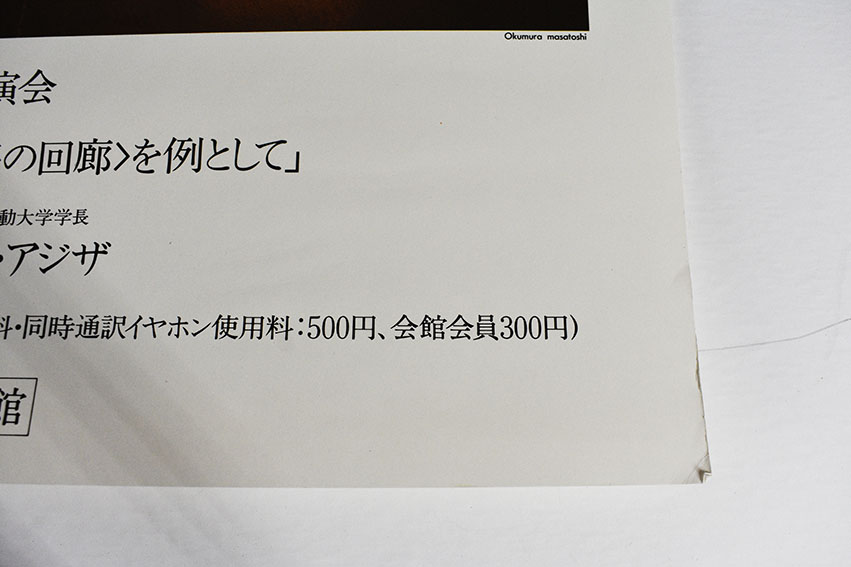 Okumura masatoshi
演会
の回廊>を例として」
動大学学長
・アジザ
料・同時通訳イヤホン使用料:500円、会館会員300円)
館